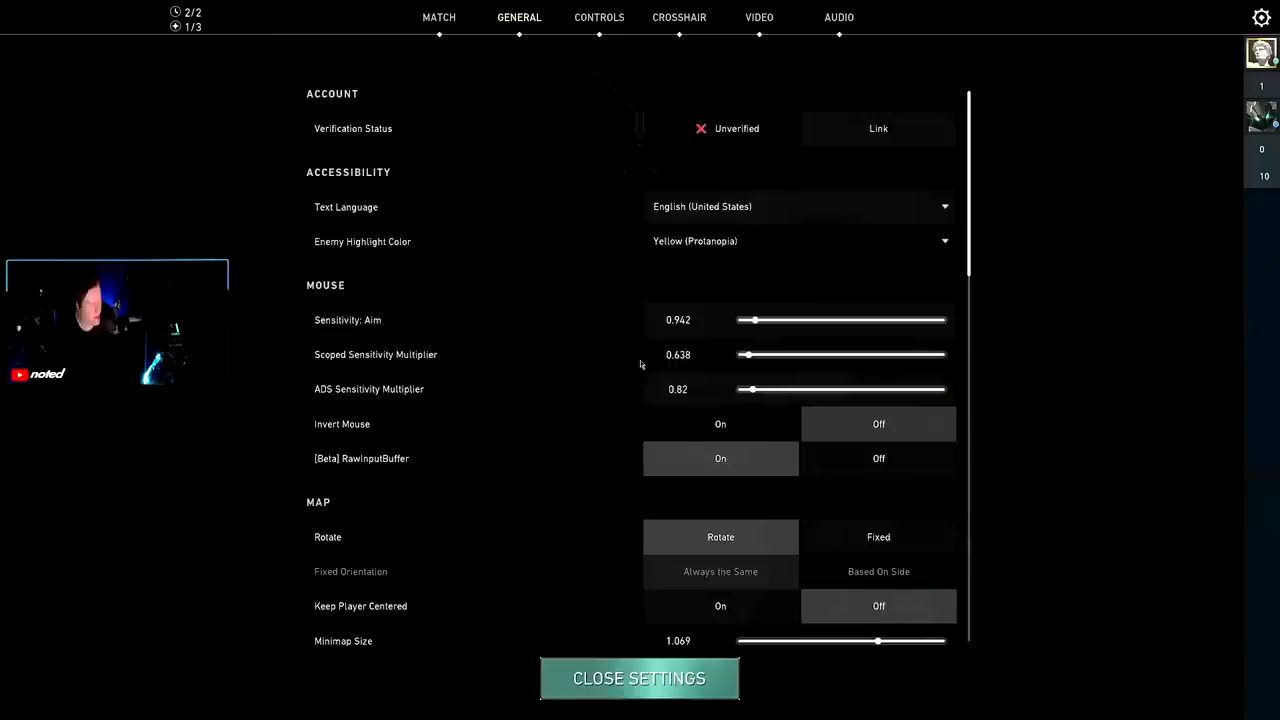 2/2
1/3
MATCH GENERAL CONTROLS CROSSHAIR VIDEO AUDIO
1
0
10
ACCOUNT
Verification Status Unverified Link
ACCESSIBILITY
Text Language English (United States)
Enemy Highlight Color Yellow (Protanopia)
MOUSE
Sensitivity: Aim 0.942
Scoped Sensitivity Multiplier 0.638
ADS Sensitivity Multiplier 0.82
Invert Mouse On Off
[Beta] RawInputBuffer On Off
MAP
Rotate Rotate Fixed
Fixed Orientation Always the Same Based On Side
Keep Player Centered On Off
Minimap Size 1.069
CLOSE SETTINGS
noted